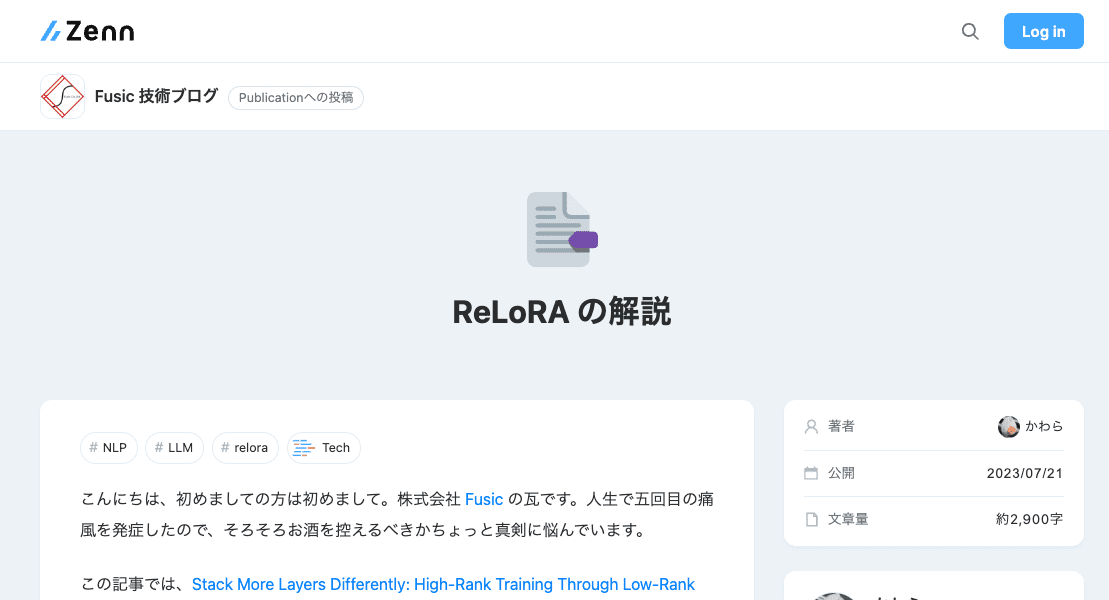 Zenn
Log in
Fusic 技術ブログ
Publicationへの投稿
ReLoRA の解説
# NLP
# LLM
# relora
Tech
こんにちは、初めましての方は初めまして。株式会社 Fusic の瓦です。人生で五回目の痛
風を発症したので、そろそろお酒を控えるべきかちょっと真剣に悩んでいます。
この記事では、Stack More Layers Differently: High-Rank Training Through Low-Rank
著者
かわら
公開
2023/07/21
文章量
約2,900字